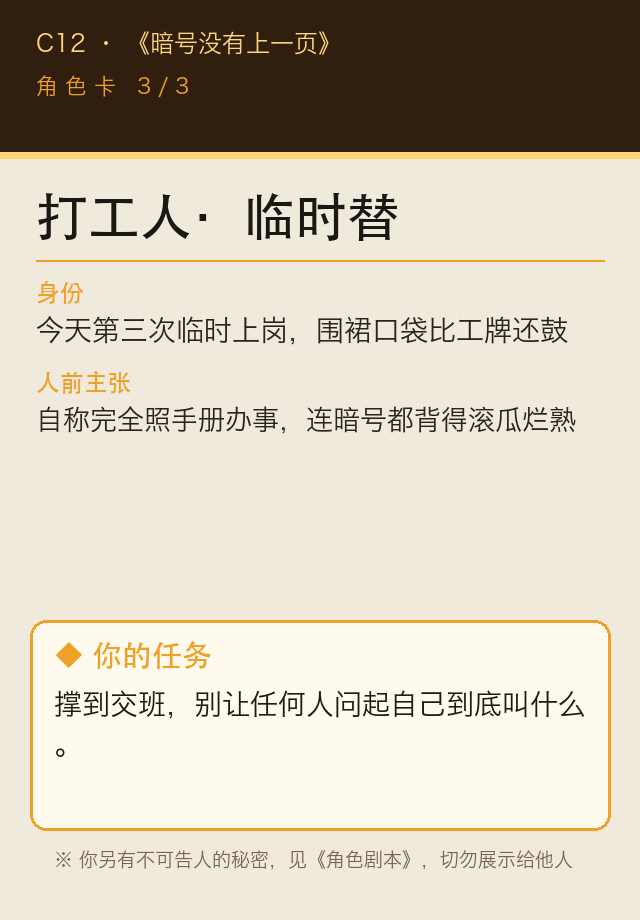 C12 · 《暗号没有上一页》
角色卡 3/3
打工人· 临时替
身份
今天第三次临时上岗，围裙口袋比工牌还鼓
人前主张
自称完全照手册办事，连暗号都背得滚瓜烂熟
◆ 你的任务
撑到交班，别让任何人问起自己到底叫什么
。
※ 你另有不可告人的秘密，见《角色剧本》，切勿展示给他人